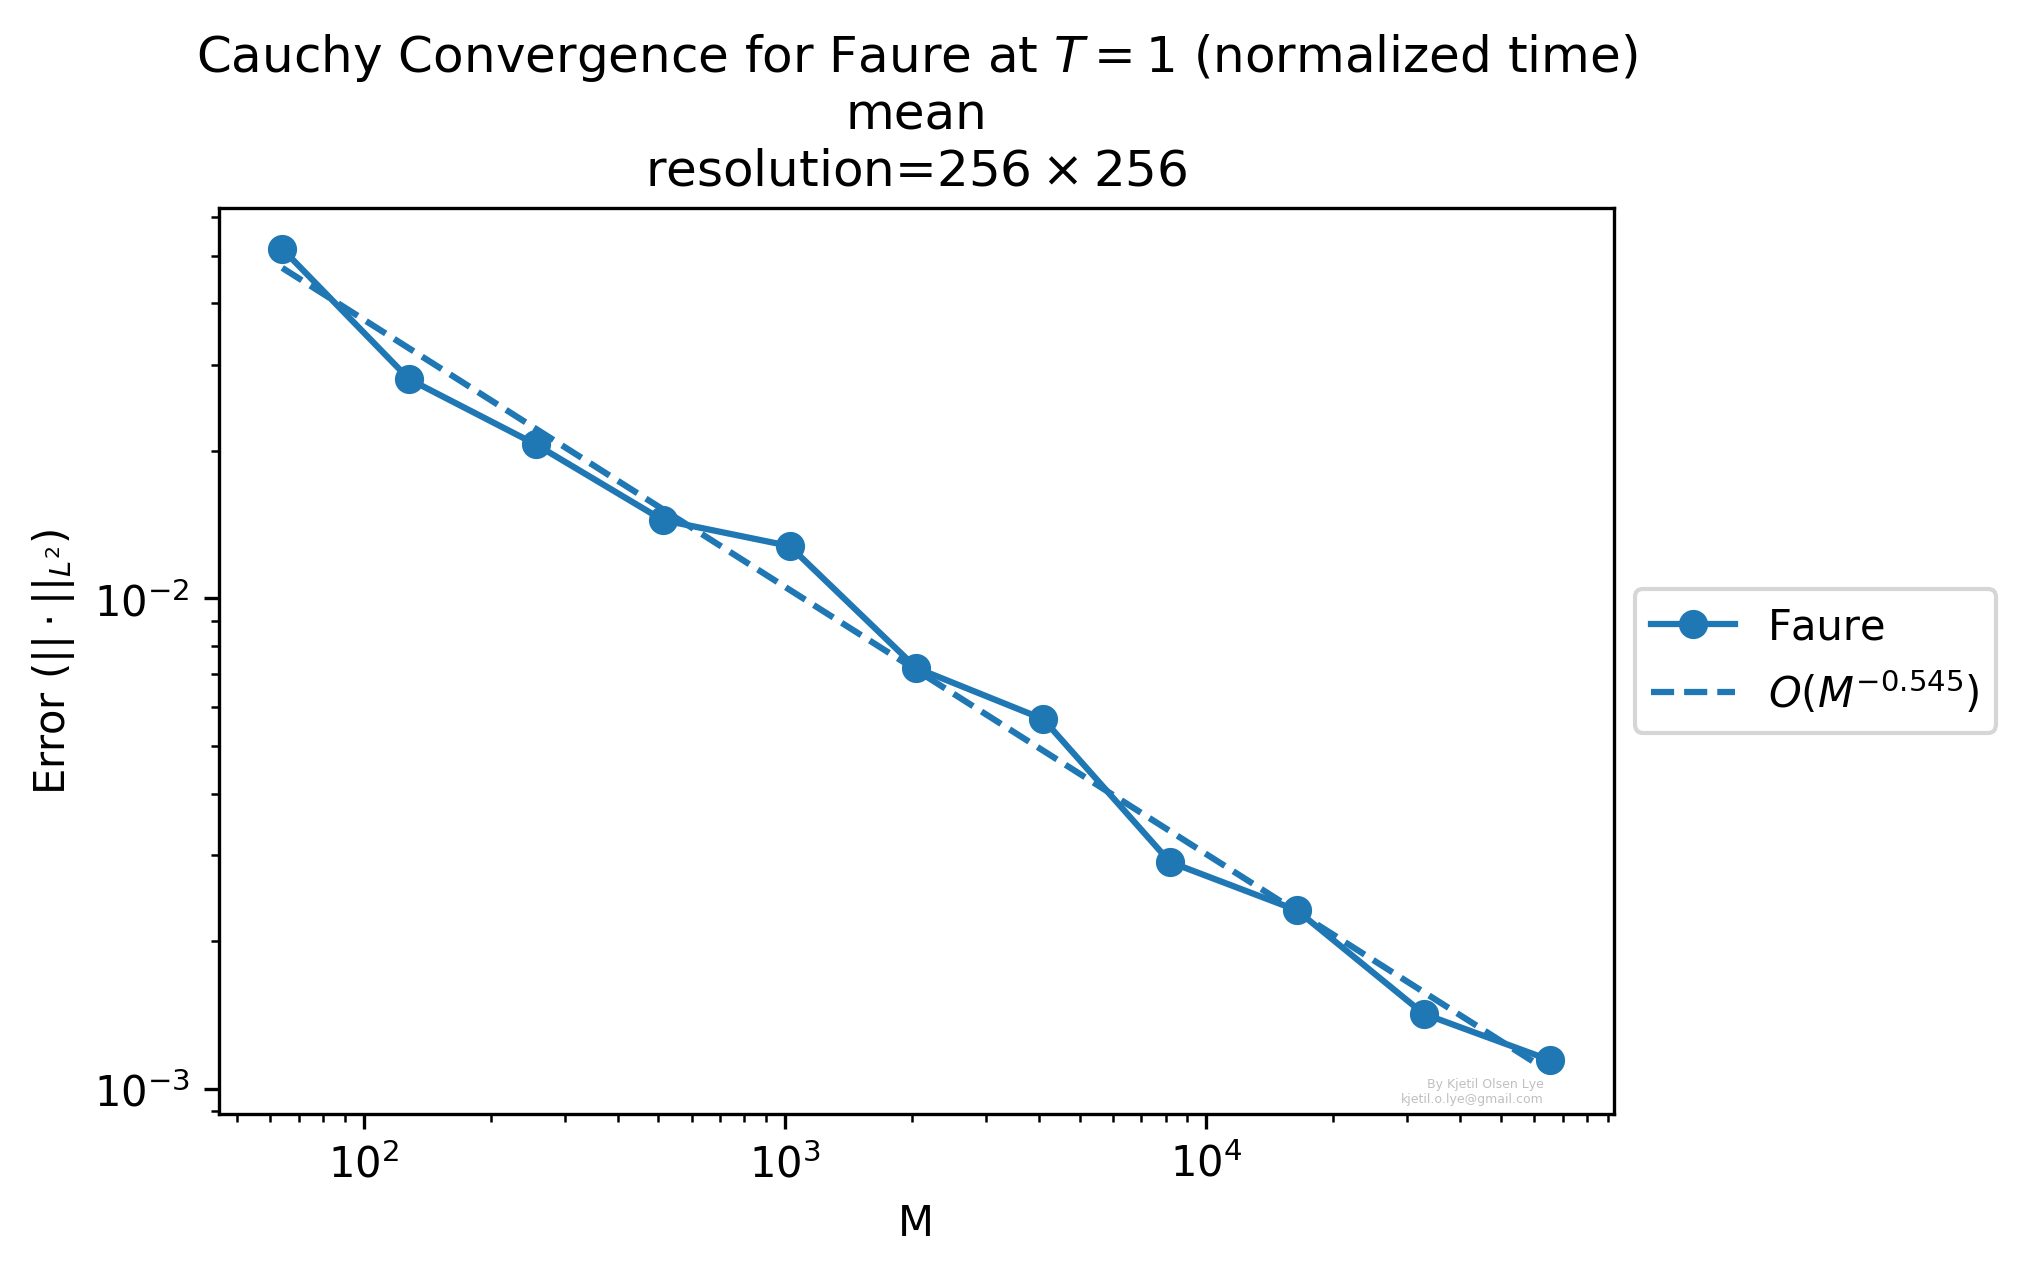 Cauchy Convergence for Faure at T = 1 (normalized time)
mean
resolution=256 × 256
Error (||·||_{L^2})
10^{-2}
10^{-3}
10^2
10^3
10^4
M
Faure
O(M^{-0.545})
By Kjetil Olsen Lye
kjetil.o.lye@gmail.com